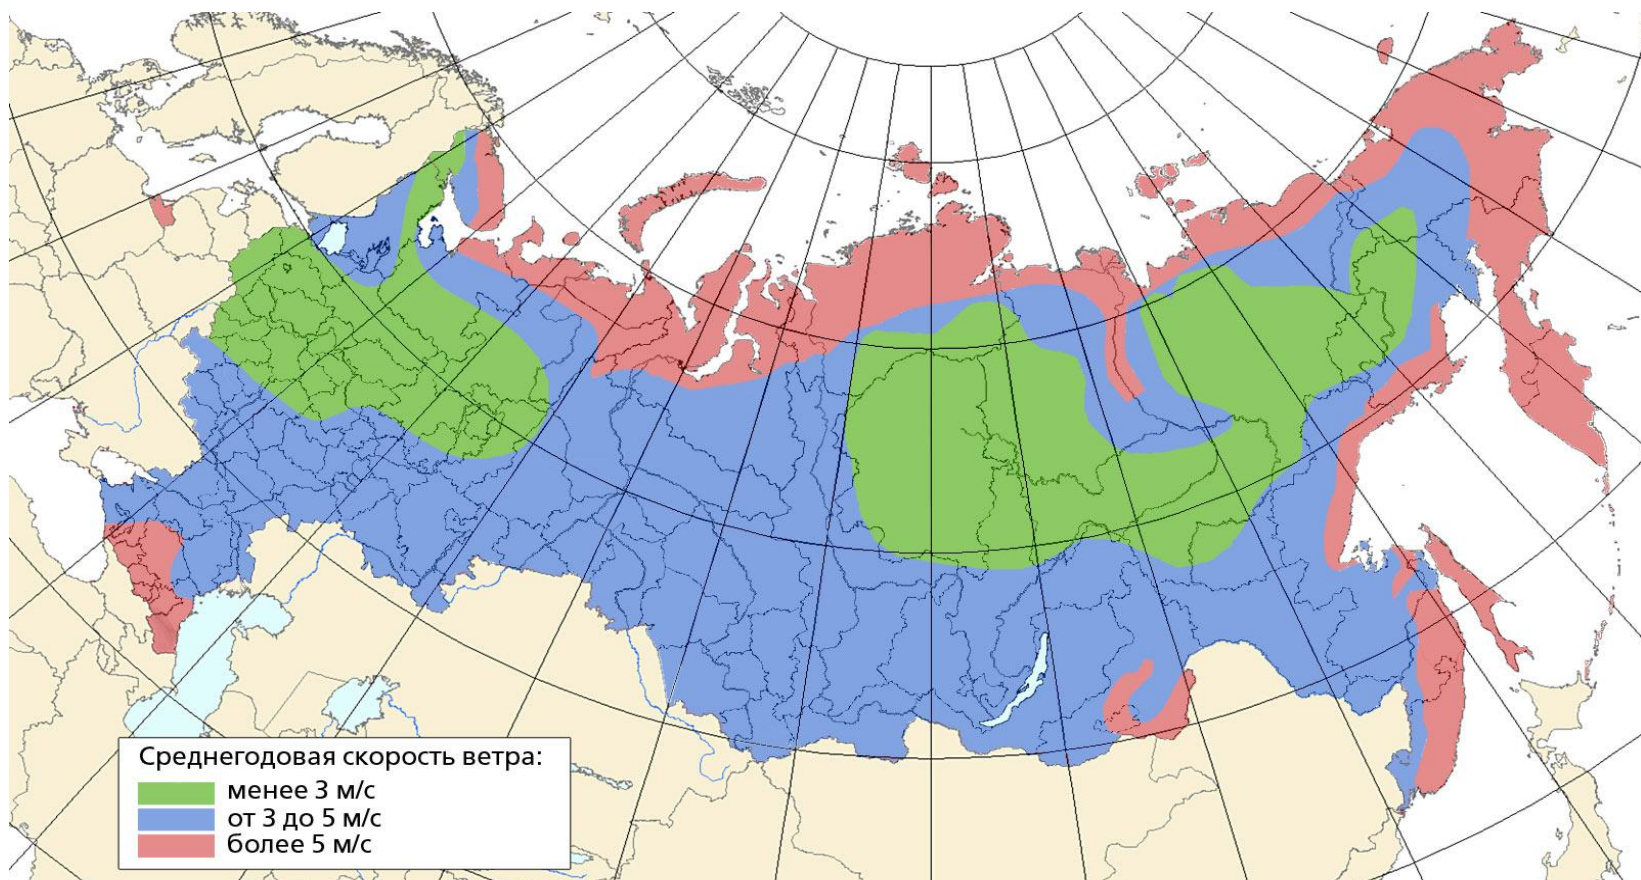 Среднегодовая скорость ветра:
менее 3 м/с
от 3 до 5 м/с
более 5 м/с